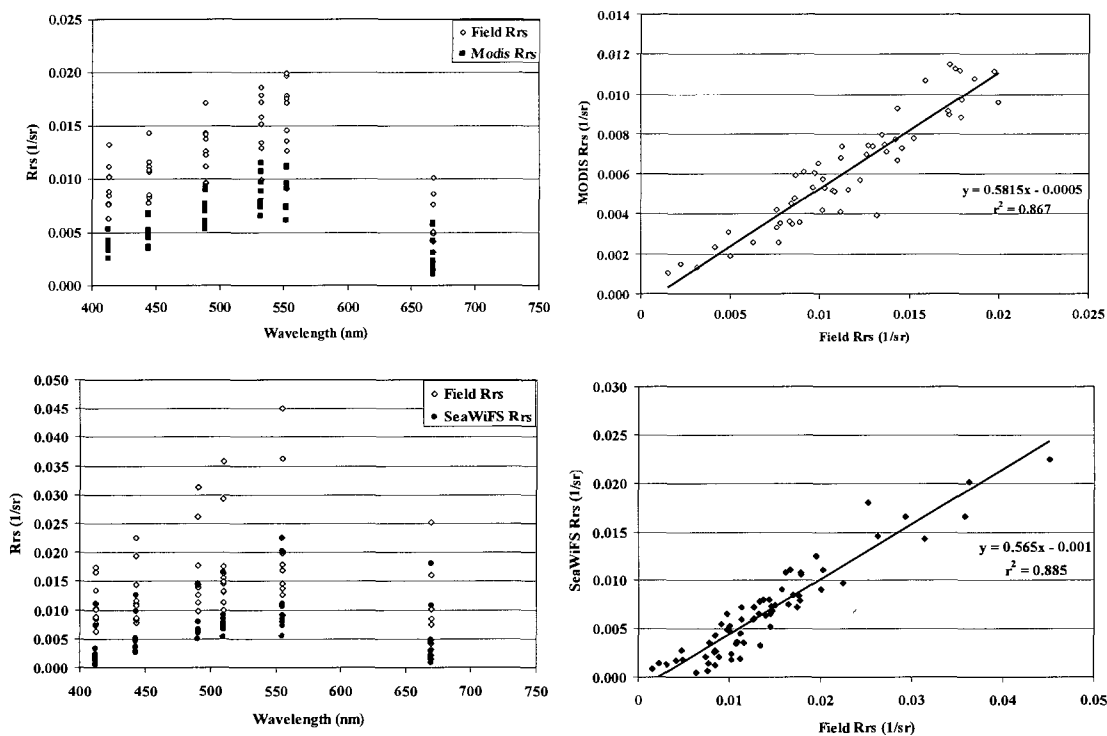 0.025
0.020
0.015
0.010
0.005
0.000
Rrs (1/sr)
400 450 500 550 600 650 700 750
Wavelength (nm)
Field Rrs
Modis Rrs
0.014
0.012
0.010
0.008
0.006
0.004
0.002
0.000
MODIS Rrs (1/sr)
y = 0.5815x - 0.0005
r² = 0.867
0 0.005 0.01 0.015 0.02 0.025
Field Rrs (1/sr)
0.050
0.045
0.040
0.035
0.030
0.025
0.020
0.015
0.010
0.005
0.000
Rrs (1/sr)
400 450 500 550 600 650 700 750
Wavelength (nm)
Field Rrs
SeaWiFS Rrs
0.030
0.025
0.020
0.015
0.010
0.005
0.000
SeaWiFS Rrs (1/sr)
y = 0.565x - 0.001
r² = 0.885
0 0.01 0.02 0.03 0.04 0.05
Field Rrs (1/sr)